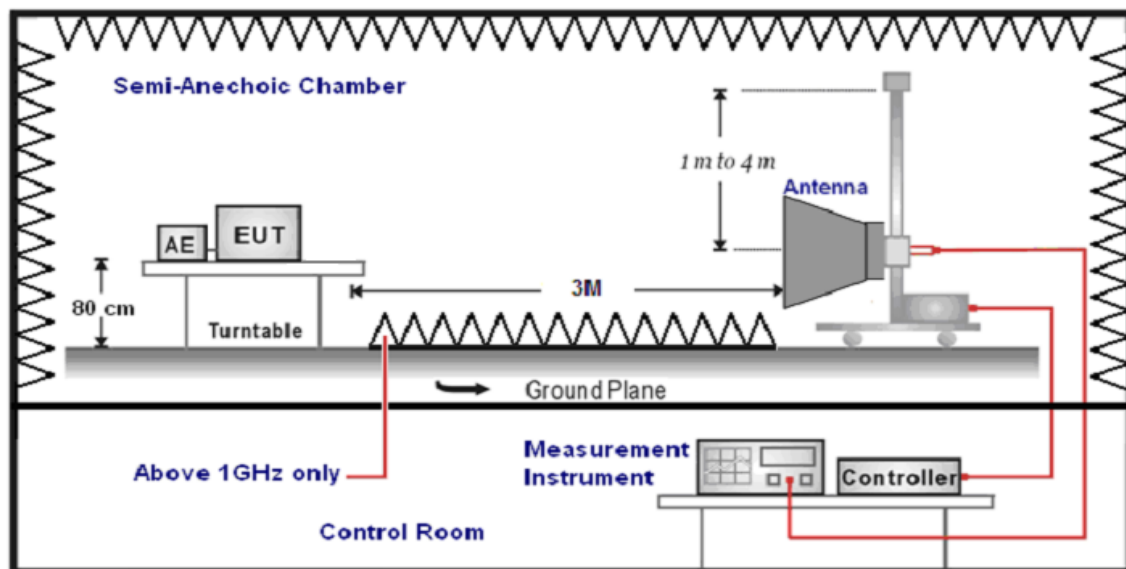 Semi-Anechoic Chamber
1 m to 4 m
Antenna
AE
EUT
80 cm
3M
Turntable
Ground Plane
Above 1GHz only
Measurement
Instrument
Controller
Control Room